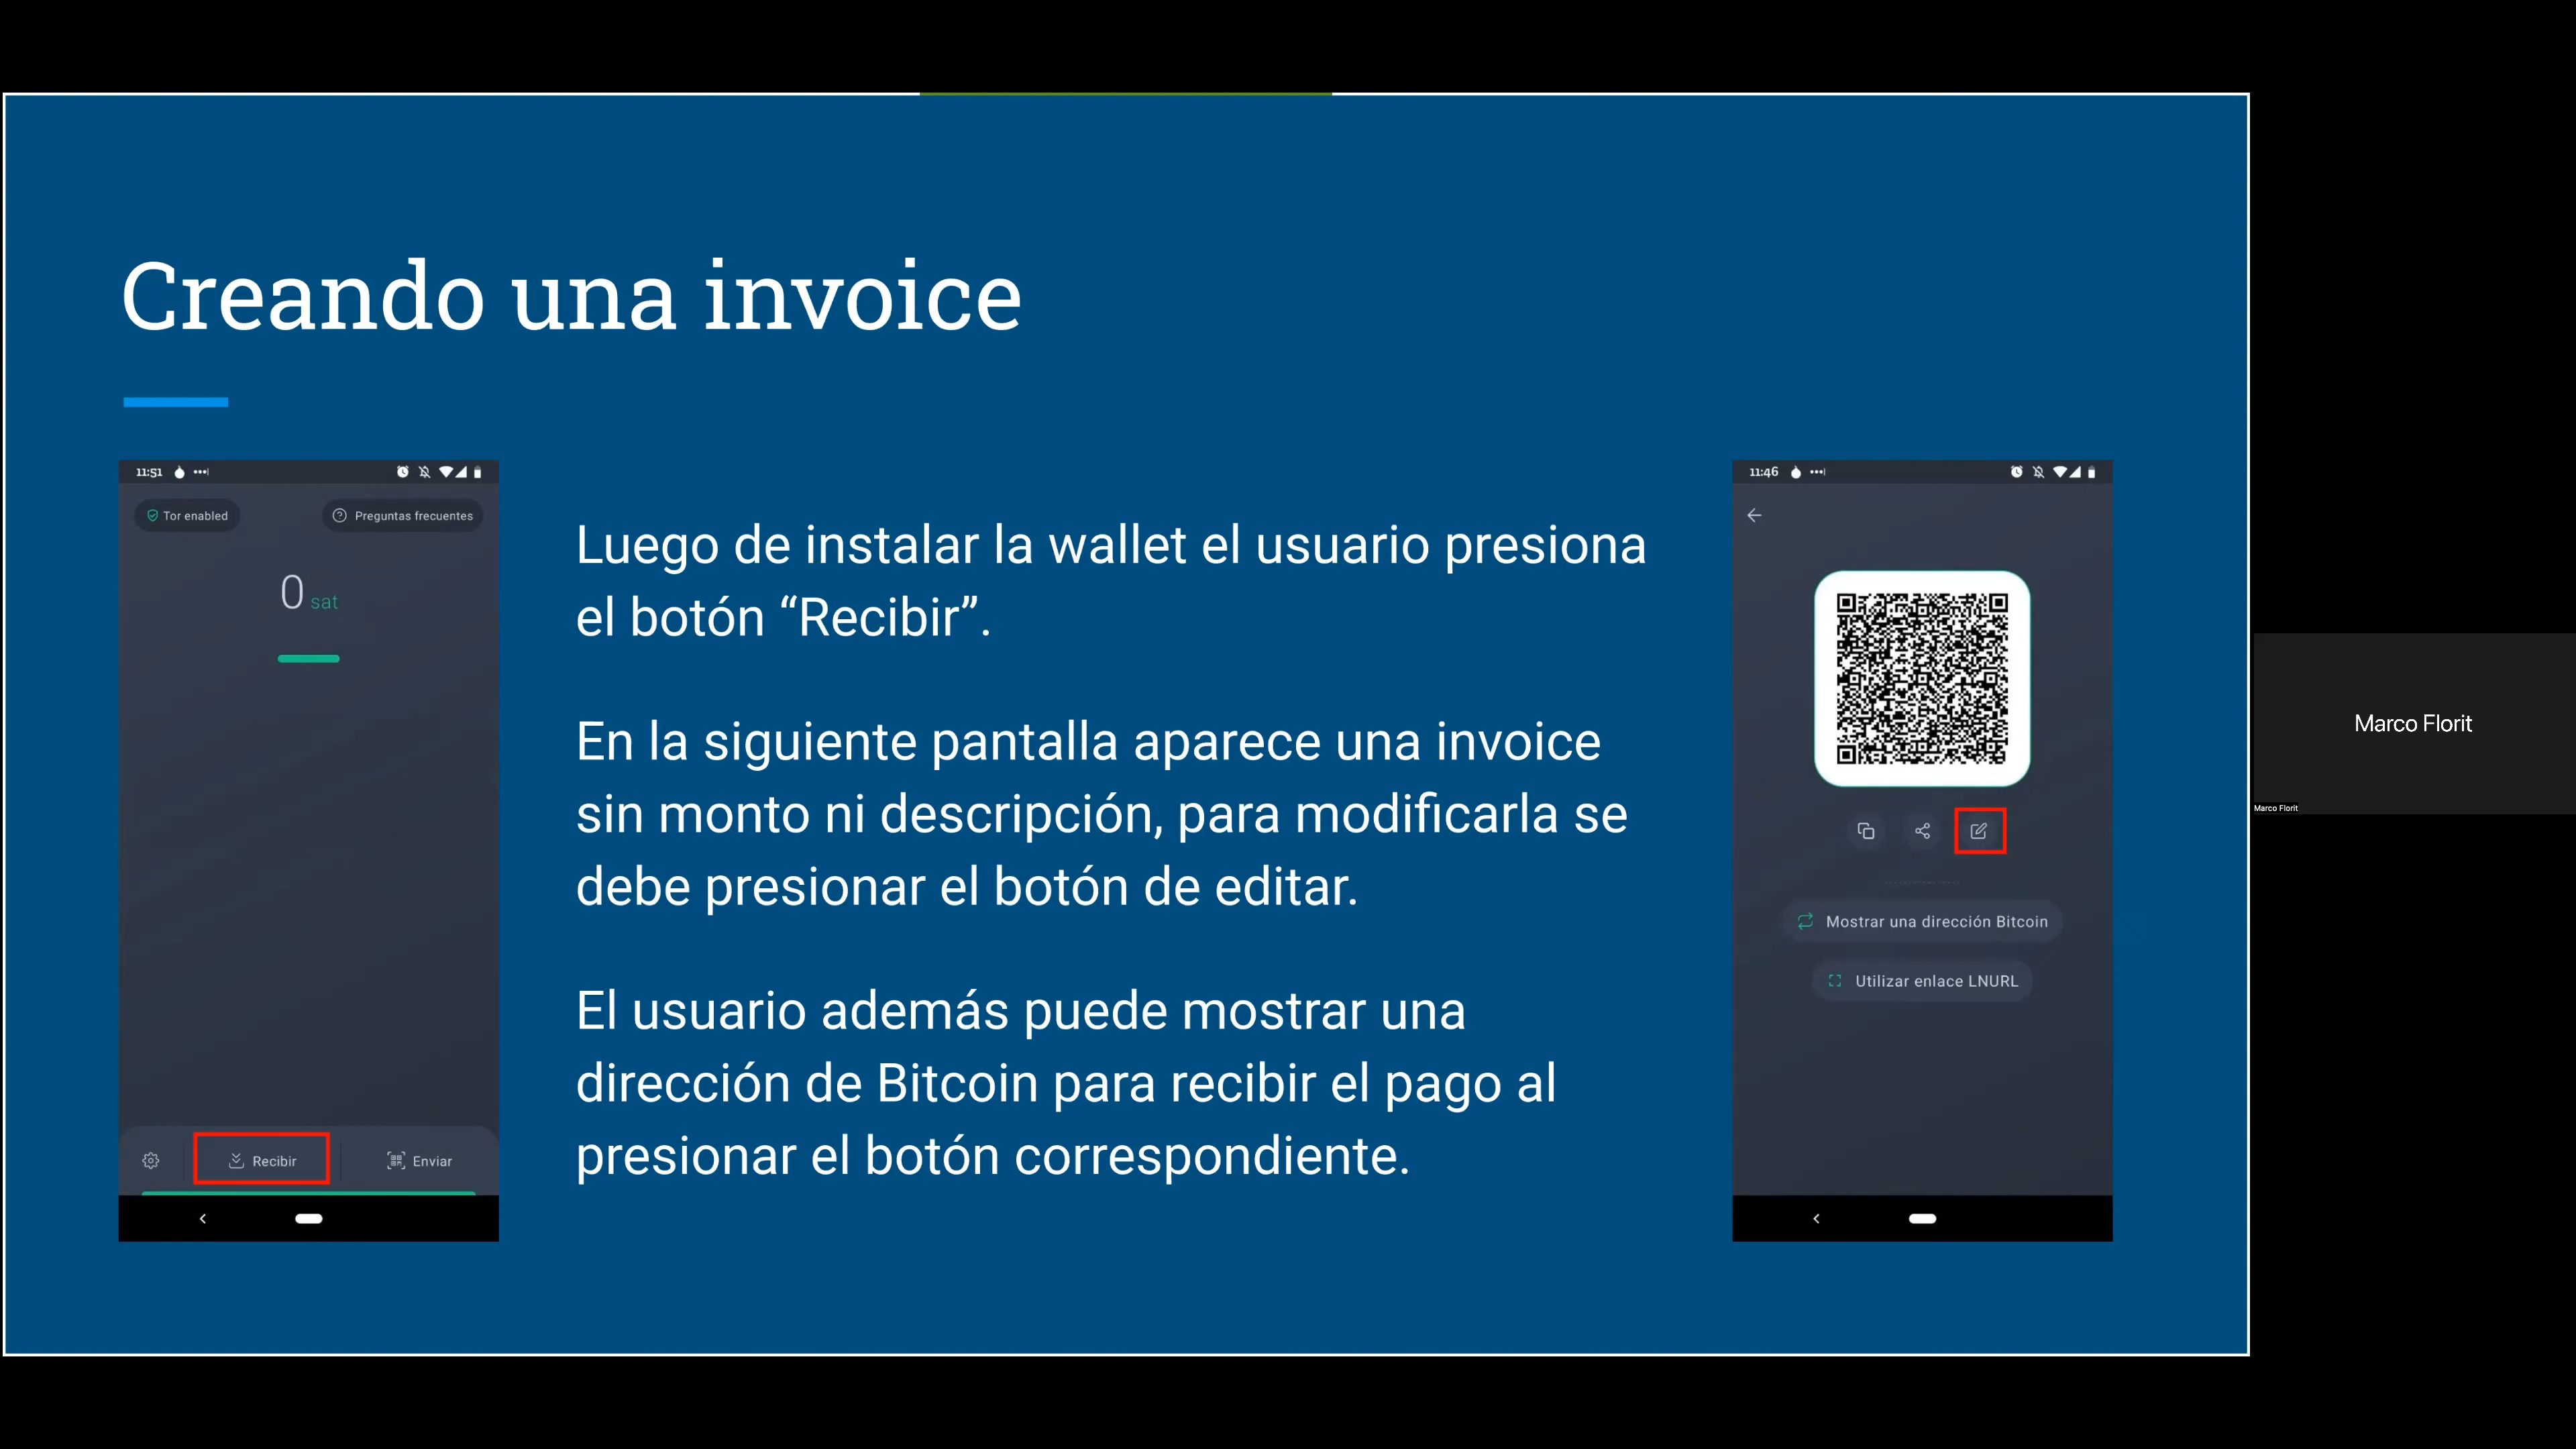 Creando una invoice
11:51
Tor enabled
Preguntas frecuentes
0 sat
Recibir
Enviar
Luego de instalar la wallet el usuario presiona
el botón “Recibir”.
En la siguiente pantalla aparece una invoice
sin monto ni descripción, para modificarla se
debe presionar el botón de editar.
El usuario además puede mostrar una
dirección de Bitcoin para recibir el pago al
presionar el botón correspondiente.
11:46
Mostrar una dirección Bitcoin
Utilizar enlace LNURL
Marco Florit
Marco Florit